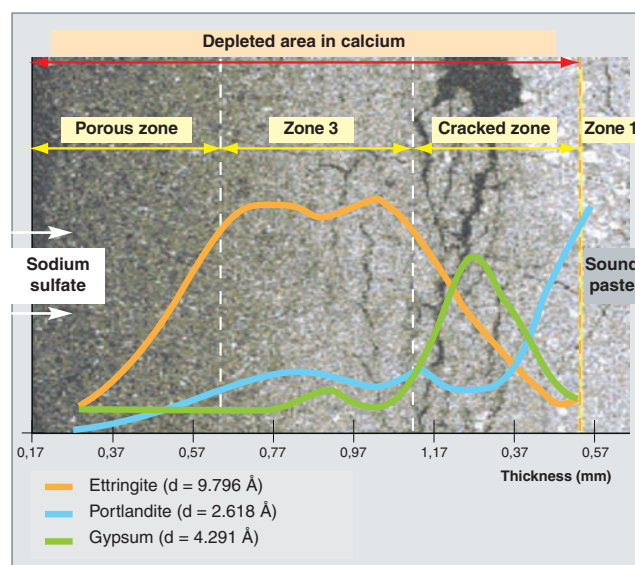 Depleted area in calcium
Porous zone
Zone 3
Cracked zone
Zone 1
Sodium
sulfate
Sound
paste
0,17
0,37
0,57
0,77
0,97
1,17
0,37
0,57
Thickness (mm)
Ettringite (d = 9.796 Å)
Portlandite (d = 2.618 Å)
Gypsum (d = 4.291 Å)